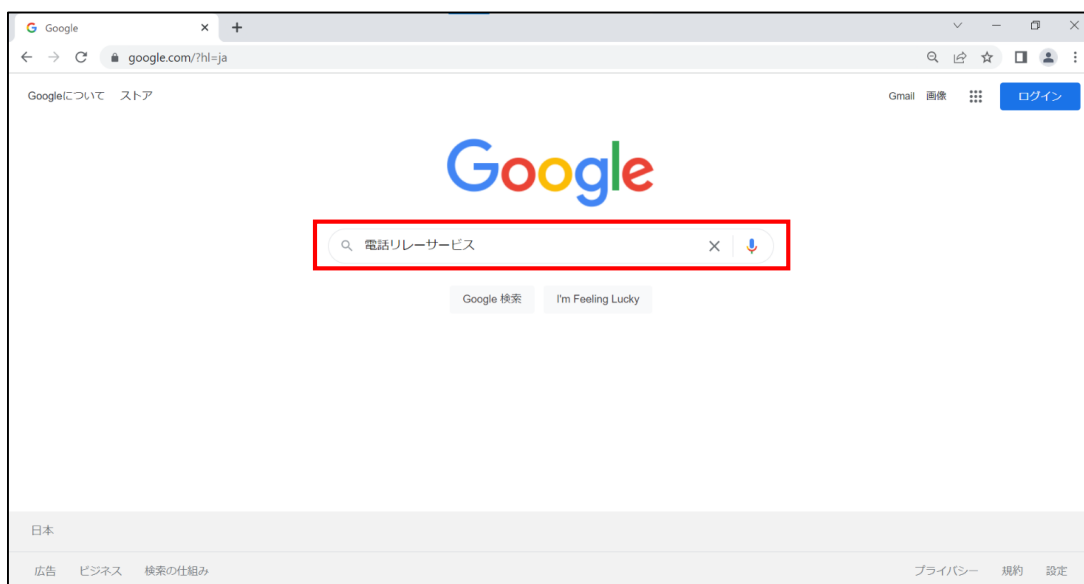 Google
google.com/?hl=ja
Googleについて ストア Gmail 画像 ログイン
Google
電話リレーサービス
Google 検索 I'm Feeling Lucky
日本
広告 ビジネス 検索の仕組み プライバシー 規約 設定